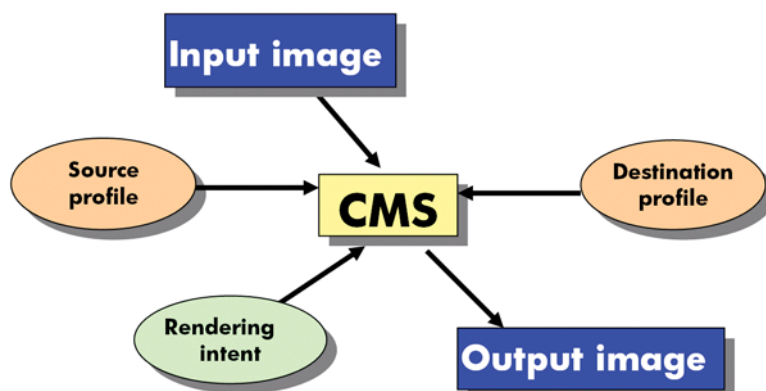 Input image
Source
profile
CMS
Destination
profile
Rendering
intent
Output image